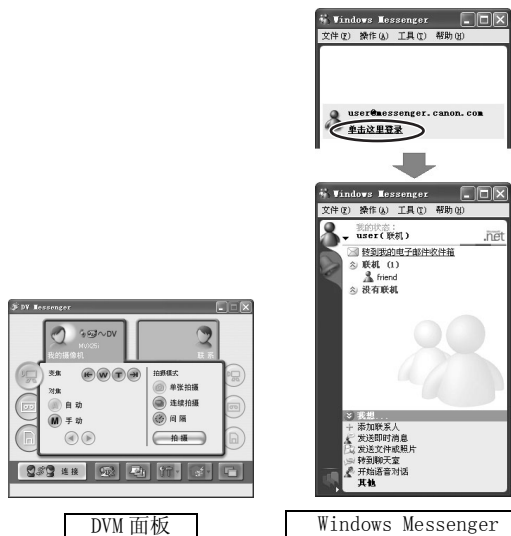 Windows Messenger
文件(F) 操作(A) 工具(T) 帮助(H)
user@messenger.canon.com
单击这里登录
Windows Messenger
文件(F) 操作(A) 工具(T) 帮助(H)
我的状态:
user(联机)
.net
转到我的电子邮件收件箱
联机 (1)
friend
没有联机
我想...
添加联系人
发送即时消息
发送文件或照片
转到聊天室
开始语音对话
其他
Windows Messenger
DV Messenger
DV
MVX25i
我的摄像机
联系
变焦
W T
拍摄模式
单张拍摄
对焦
自动
连续拍摄
M 手动
间隔
拍摄
连接
DVM 面板